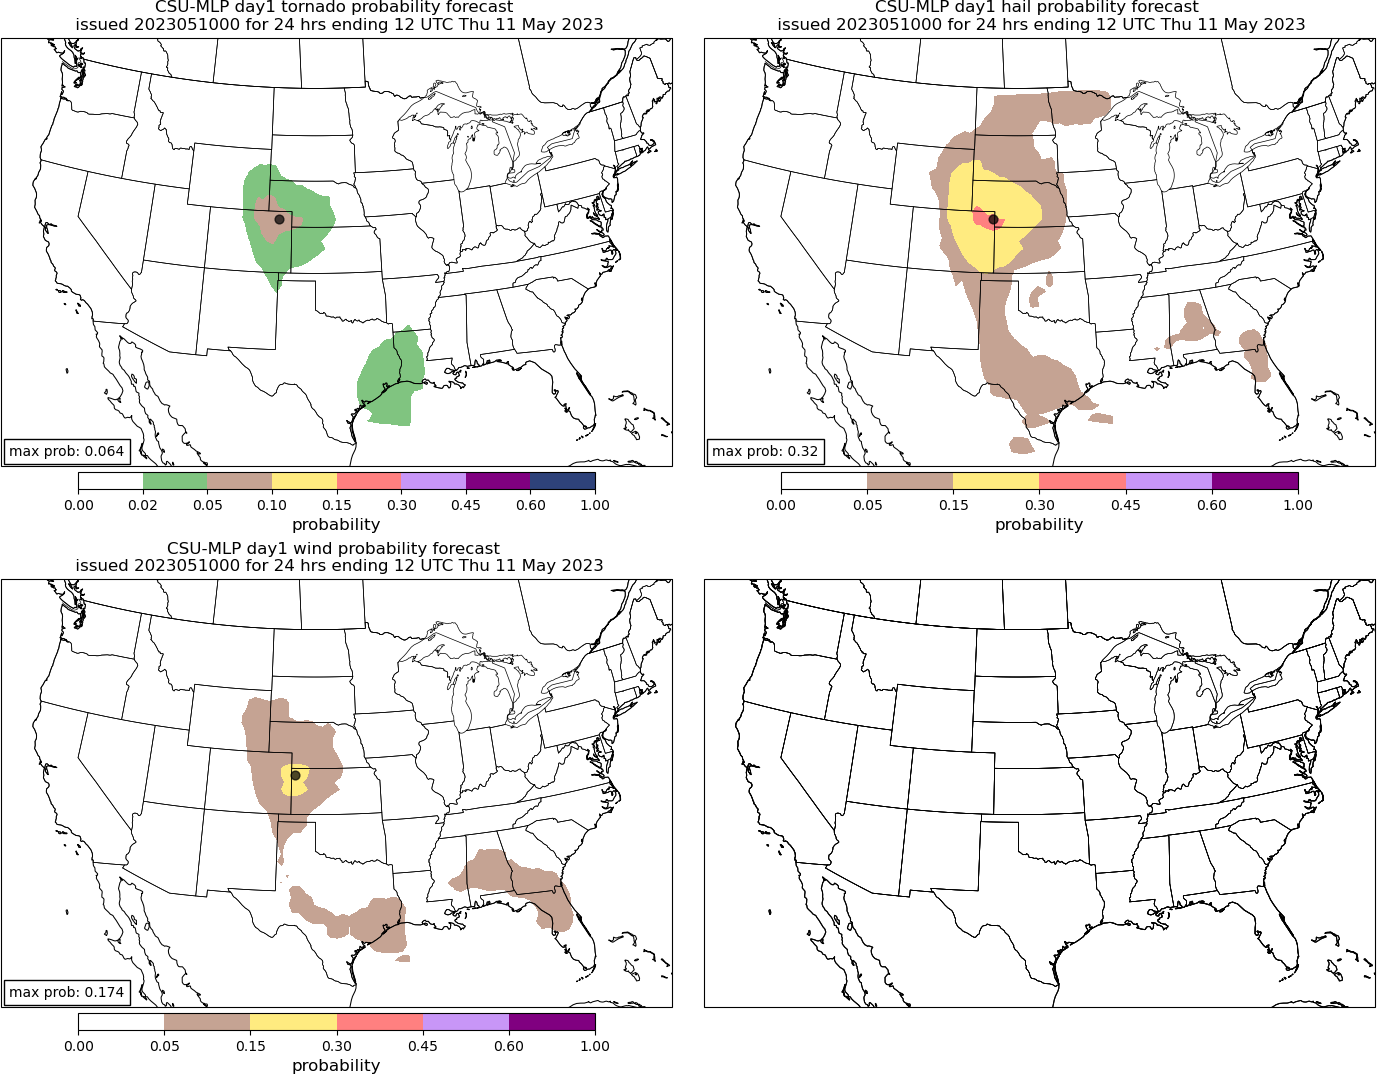 CSU-MLP day1 tornado probability forecast
issued 2023051000 for 24 hrs ending 12 UTC Thu 11 May 2023
max prob: 0.064
0.00 0.02 0.05 0.10 0.15 0.30 0.45 0.60 1.00
probability
CSU-MLP day1 hail probability forecast
issued 2023051000 for 24 hrs ending 12 UTC Thu 11 May 2023
max prob: 0.32
0.00 0.05 0.15 0.30 0.45 0.60 1.00
probability
CSU-MLP day1 wind probability forecast
issued 2023051000 for 24 hrs ending 12 UTC Thu 11 May 2023
max prob: 0.174
0.00 0.05 0.15 0.30 0.45 0.60 1.00
probability